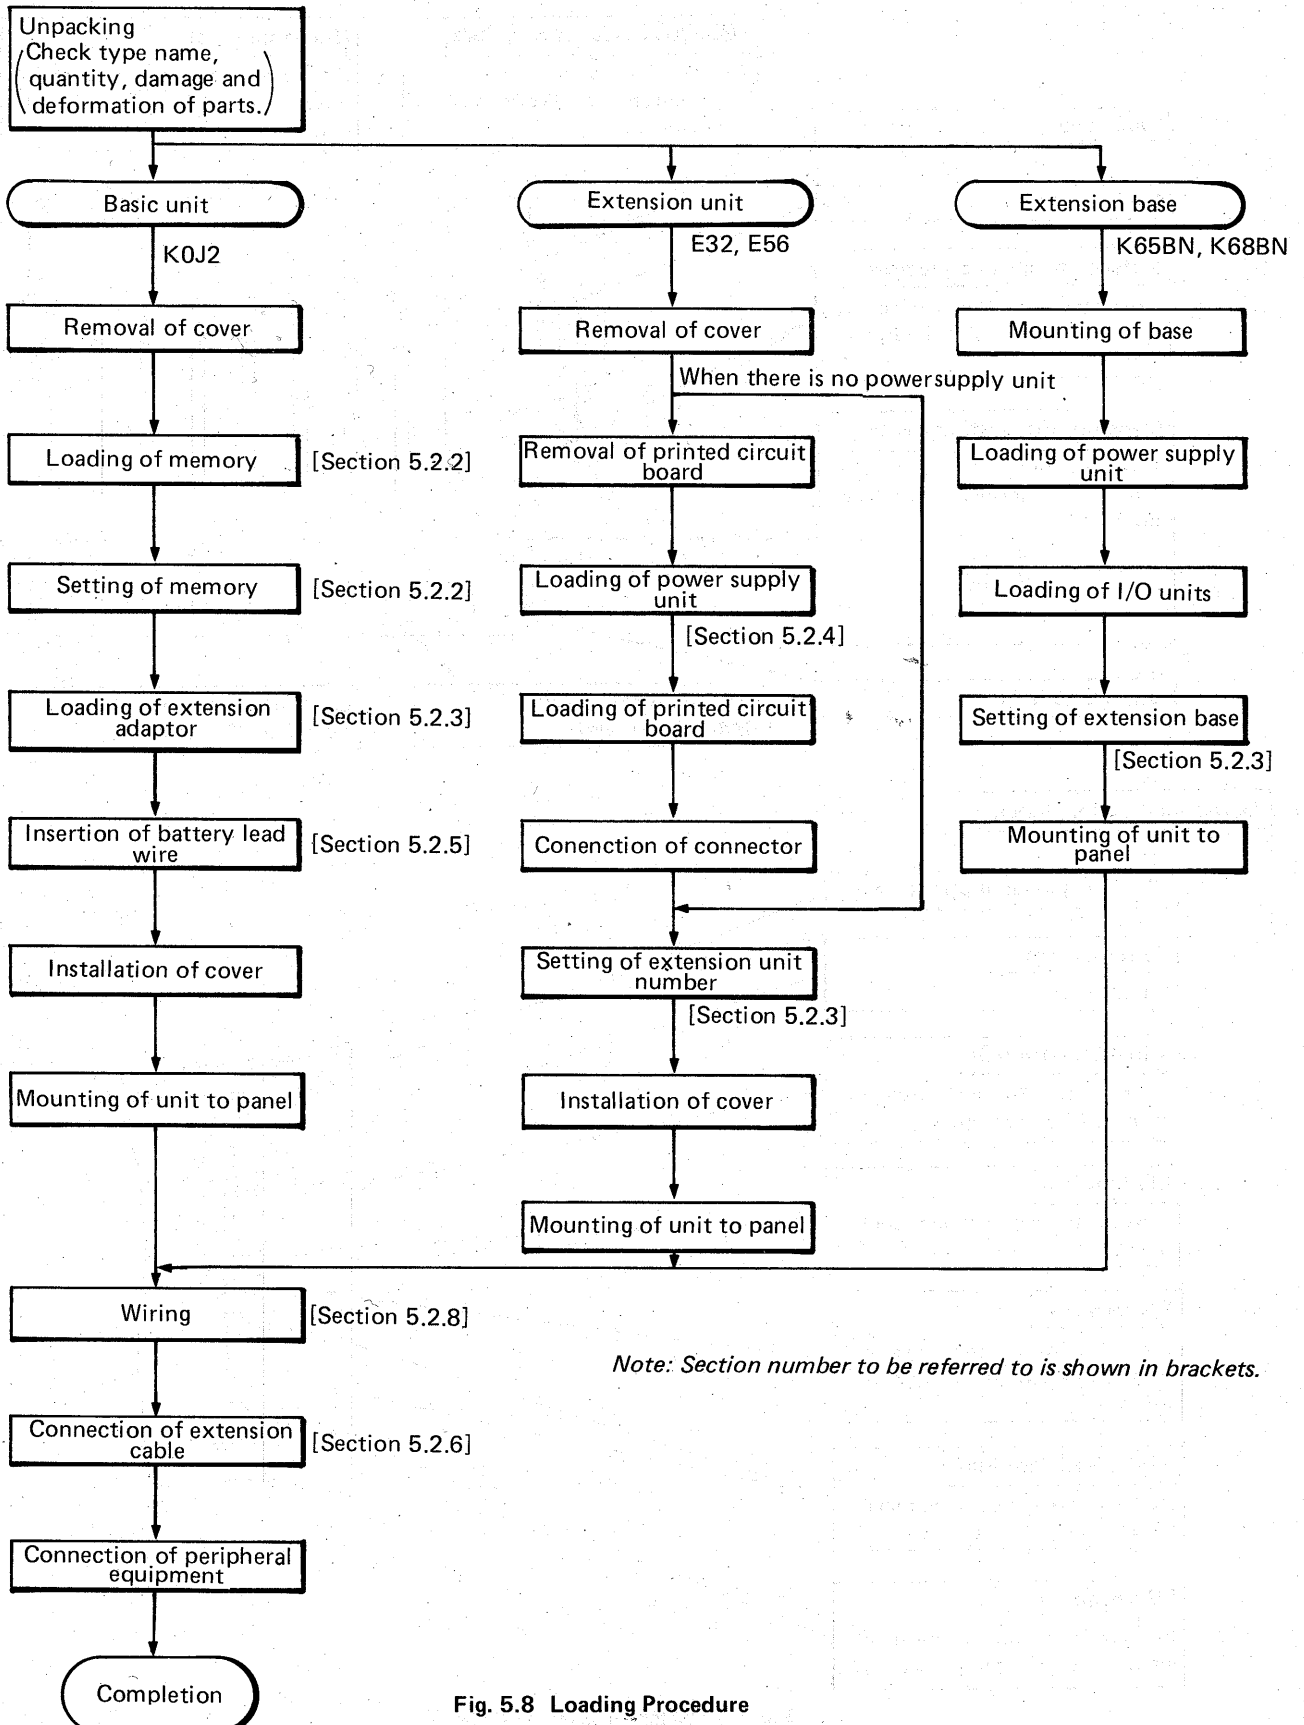 Unpacking
(Check type name,
quantity, damage and
deformation of parts.)
Basic unit
K0J2
Removal of cover
Loading of memory
[Section 5.2.2]
Setting of memory
[Section 5.2.2]
Loading of extension
adaptor
[Section 5.2.3]
Insertion of battery lead
wire
[Section 5.2.5]
Installation of cover
Mounting of unit to panel
Extension unit
E32, E56
Removal of cover
When there is no powersupply unit
Removal of printed circuit
board
Loading of power supply
unit
[Section 5.2.4]
Loading of printed circuit
board
Conenction of connector
Setting of extension unit
number
[Section 5.2.3]
Installation of cover
Mounting of unit to panel
Extension base
K65BN, K68BN
Mounting of base
Loading of power supply
unit
Loading of I/O units
Setting of extension base
[Section 5.2.3]
Mounting of unit to
panel
Wiring
[Section 5.2.8]
Note: Section number to be referred to is shown in brackets.
Connection of extension
cable
[Section 5.2.6]
Connection of peripheral
equipment
Completion
Fig. 5.8 Loading Procedure